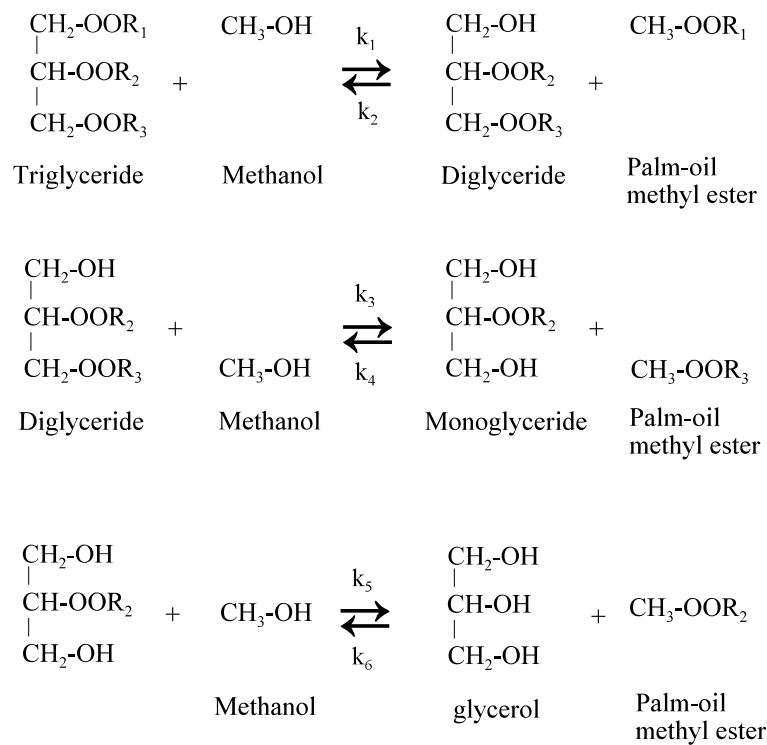 CH₂-OOR₁ CH₃-OH k₁ CH₂-OH CH₃-OOR₁
CH-OOR₂ + k₂ CH-OOR₂ +
CH₂-OOR₃ CH₂-OOR₃
Triglyceride Methanol Diglyceride Palm-oil
methyl ester
CH₂-OH k₃ CH₂-OH
CH-OOR₂ + CH-OOR₂ +
CH₂-OOR₃ CH₃-OH k₄ CH₂-OH CH₃-OOR₃
Diglyceride Methanol Monoglyceride Palm-oil
methyl ester
CH₂-OH k₅ CH₂-OH
CH-OOR₂ + CH₃-OH CH-OH + CH₃-OOR₂
CH₂-OH k₆ CH₂-OH
Methanol glycerol Palm-oil
methyl ester